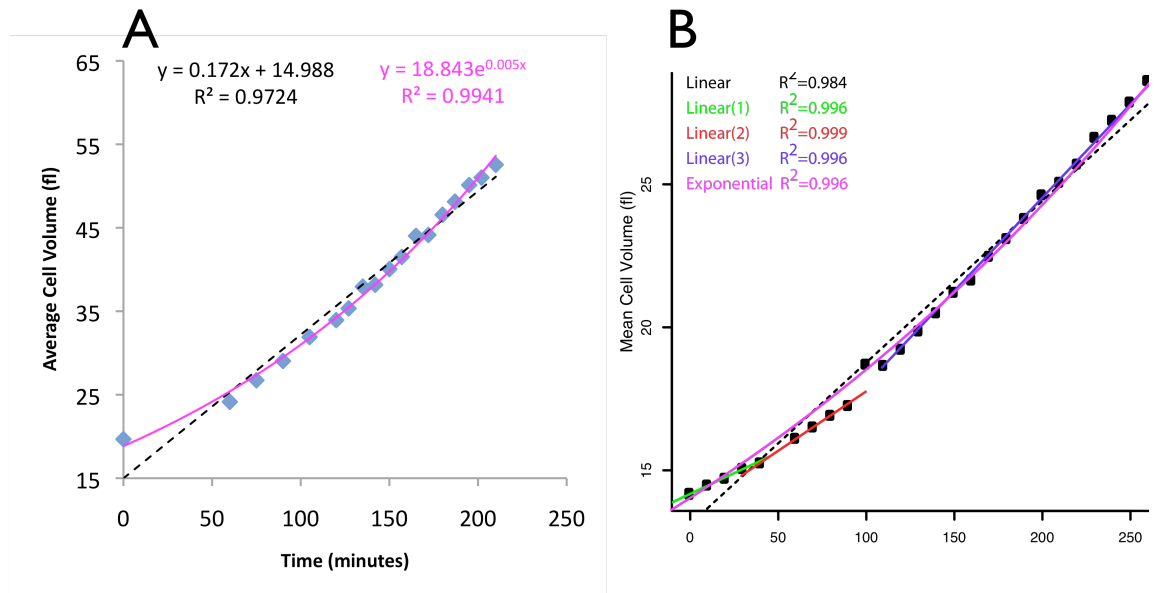 A
B
y = 0.172x + 14.988
R² = 0.9724
y = 18.843e^0.005x
R² = 0.9941
65
55
45
35
25
15
0 50 100 150 200 250
Average Cell Volume (fl)
Time (minutes)
Linear R²=0.984
Linear(1) R²=0.996
Linear(2) R²=0.999
Linear(3) R²=0.996
Exponential R²=0.996
25
20
15
0 50 100 150 200 250
Mean Cell Volume (fl)